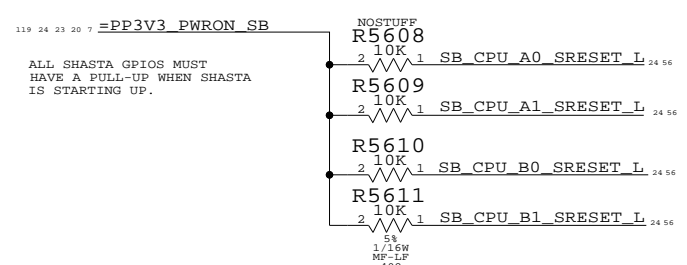 119 24 23 20 7 =PP3V3_PWRON_SB
ALL SHASTA GPIOS MUST
HAVE A PULL-UP WHEN SHASTA
IS STARTING UP.
NOSTUFF
R5608
10K
2 1 SB_CPU_A0_SRESET_L 24 56
R5609
10K
2 1 SB_CPU_A1_SRESET_L 24 56
R5610
10K
2 1 SB_CPU_B0_SRESET_L 24 56
R5611
10K
2 1 SB_CPU_B1_SRESET_L 24 56
5%
1/16W
MF-LF